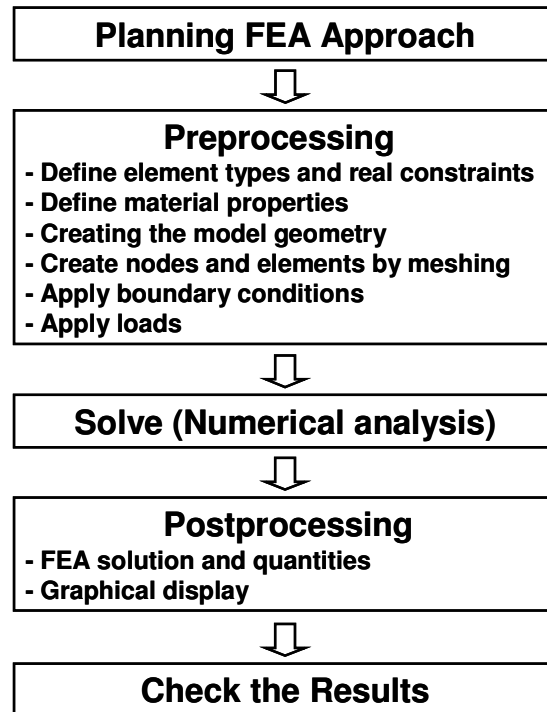 Planning FEA Approach
Preprocessing
- Define element types and real constraints
- Define material properties
- Creating the model geometry
- Create nodes and elements by meshing
- Apply boundary conditions
- Apply loads
Solve (Numerical analysis)
Postprocessing
- FEA solution and quantities
- Graphical display
Check the Results